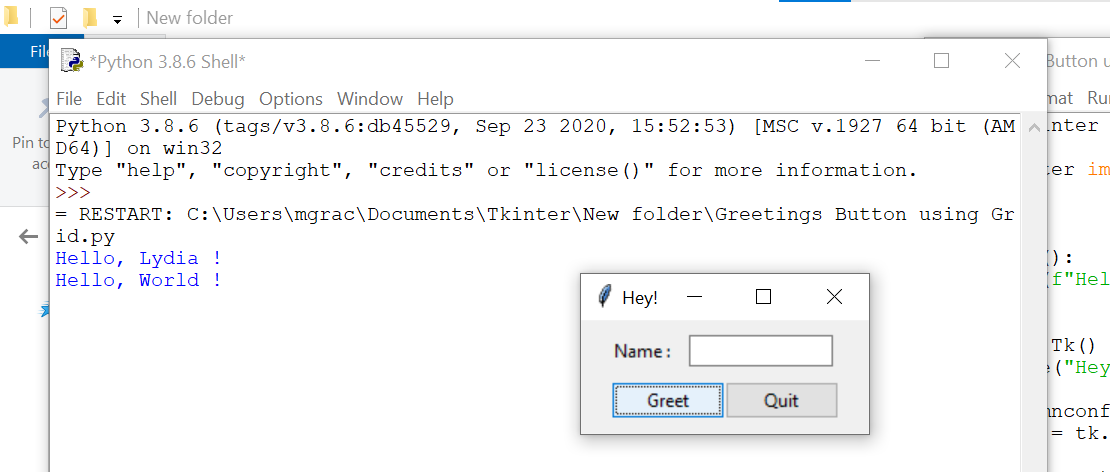 New folder
File
*Python 3.8.6 Shell*
File Edit Shell Debug Options Window Help
Python 3.8.6 (tags/v3.8.6:db45529, Sep 23 2020, 15:52:53) [MSC v.1927 64 bit (AM
D64)] on win32
Type "help", "copyright", "credits" or "license()" for more information.
>>>
= RESTART: C:\Users\mgrac\Documents\Tkinter\New folder\Greetings Button using Gr
id.py
Hello, Lydia !
Hello, World !
Hey!
Name:
Greet Quit
Pin to
Button u
mat Ru
inter
ter im
():
(f"Hel
Tk()
e("Hey
= tk.